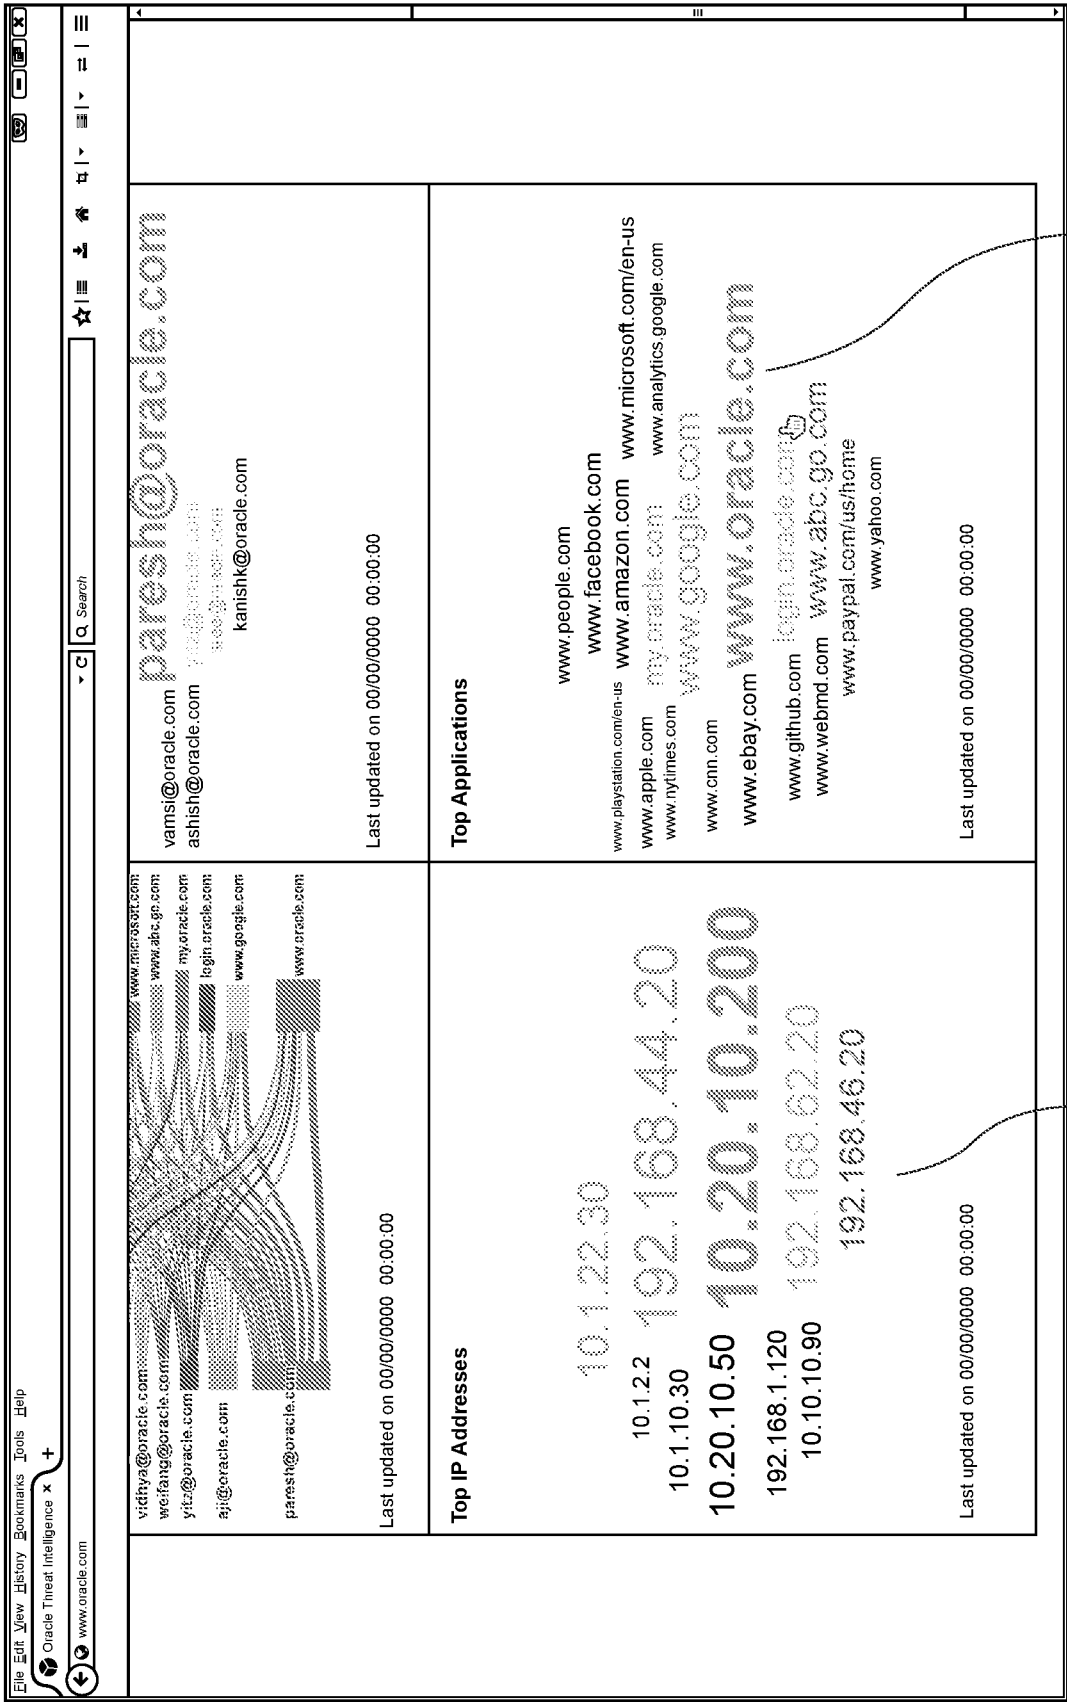 File Edit View History Bookmarks Tools Help
Oracle Threat Intelligence × +
www.oracle.com
Search
vidhya@oracle.com
weifang@oracle.com
yitz@oracle.com
aji@oracle.com
paresh@oracle.com
www.microsoft.com
www.abc.go.com
my.oracle.com
login.oracle.com
www.google.com
www.oracle.com
Last updated on 00/00/0000 00:00:00
paresh@oracle.com
vamsi@oracle.com
ashish@oracle.com
kanishk@oracle.com
Last updated on 00/00/0000 00:00:00
Top IP Addresses
10.1.22.30
10.1.2.2
192.168.44.20
10.1.10.30
10.20.10.50
10.20.10.200
192.168.1.120
192.168.62.20
10.10.10.90
192.168.46.20
Last updated on 00/00/0000 00:00:00
Top Applications
www.people.com
www.facebook.com
www.playstation.com/en-us
www.amazon.com
www.microsoft.com/en-us
www.apple.com
my.oracle.com
www.analytics.google.com
www.nytimes.com
www.google.com
www.cnn.com
www.ebay.com
www.oracle.com
www.github.com
login.oracle.com
www.webmd.com
www.abc.go.com
www.paypal.com/us/home
www.yahoo.com
Last updated on 00/00/0000 00:00:00